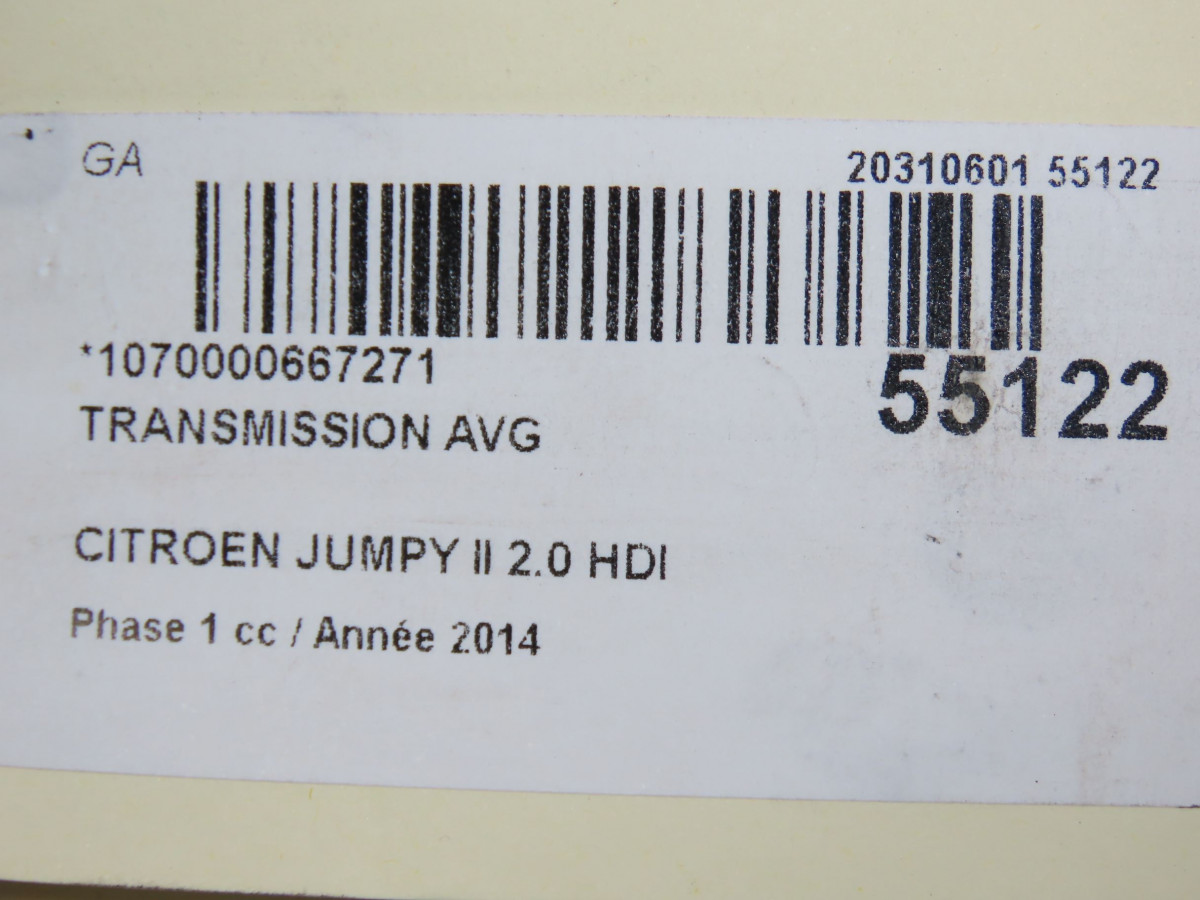 GA
20310601 55122
*1070000667271
55122
TRANSMISSION AVG
CITROEN JUMPY II 2.0 HDI
Phase 1 cc / Année 2014